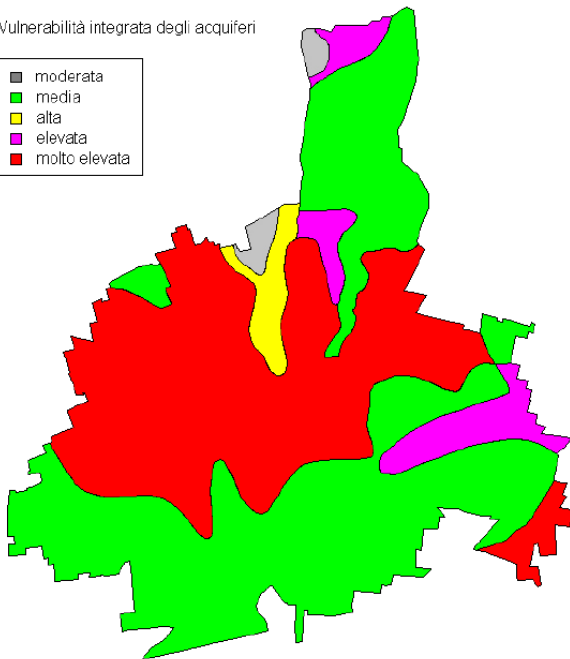 Vulnerabilità integrata degli acquiferi
moderata
media
alta
elevata
molto elevata